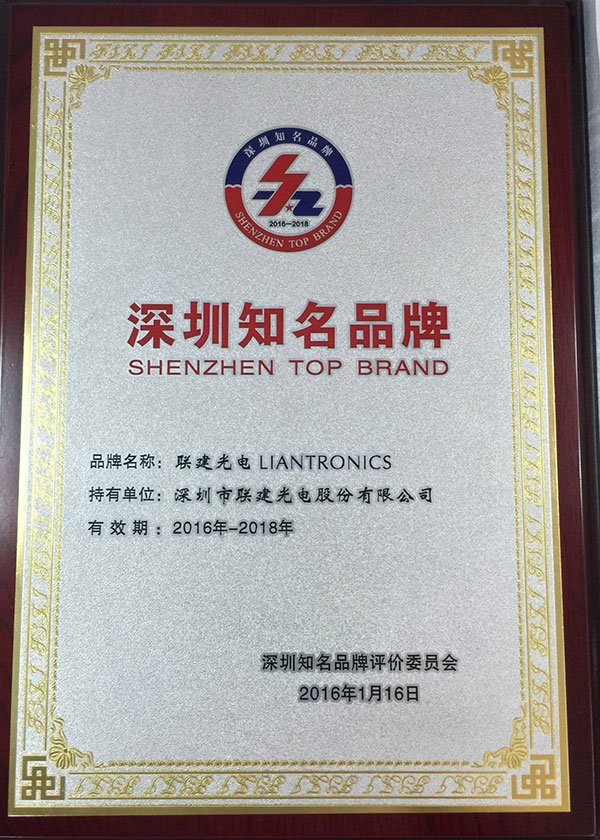 深圳知名品牌
2016—2018
SHENZHEN TOP BRAND
深圳知名品牌
SHENZHEN TOP BRAND
品牌名称：联建光电 LIANTRONICS
持有单位：深圳市联建光电股份有限公司
有效期：2016年-2018年
深圳知名品牌评价委员会
2016年1月16日